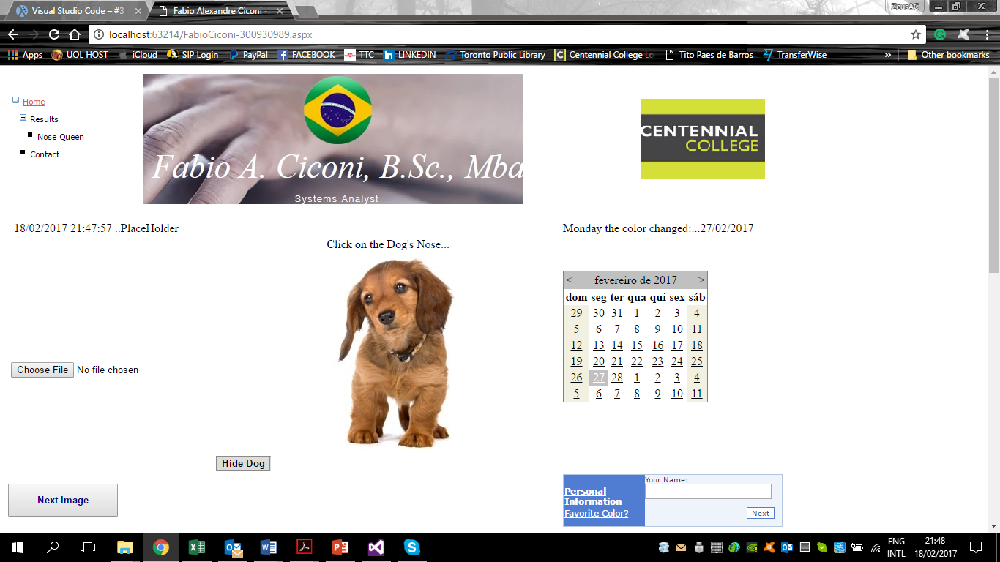 Visual Studio Code – #3
Fabio Alexandre Ciconi -
ZeusAC
localhost:63214/FabioCiconi-300930989.aspx
Apps UOL HOST iCloud SIP Login PayPal FACEBOOK TTC LINKEDIN Toronto Public Library Centennial College Lo Tito Paes de Barros TransferWise » Other bookmarks
Home
Results
Nose Queen
Contact
Fabio A. Ciconi, B.Sc., Mba
Systems Analyst
CENTENNIAL
COLLEGE
18/02/2017 21:47:57 ..PlaceHolder
Click on the Dog's Nose...
Monday the color changed:...27/02/2017
< fevereiro de 2017 >
dom seg ter qua qui sex sáb
29 30 31 1 2 3 4
5 6 7 8 9 10 11
12 13 14 15 16 17 18
19 20 21 22 23 24 25
26 27 28 1 2 3 4
5 6 7 8 9 10 11
Choose File No file chosen
Hide Dog
Next Image
Personal
Information
Favorite Color?
Your Name:
Next
ENG
INTL
21:48
18/02/2017